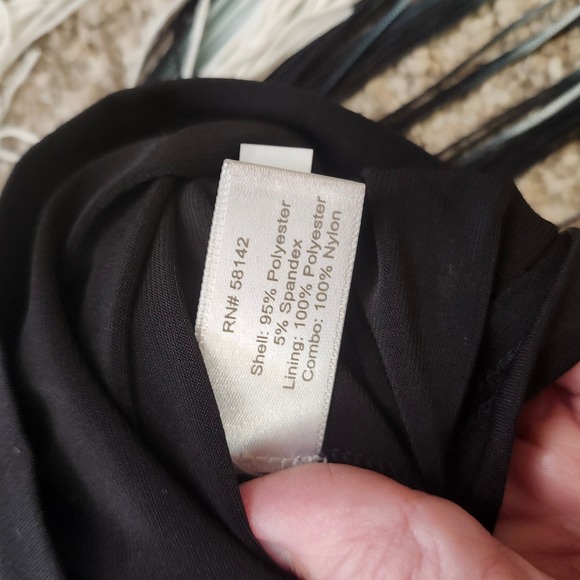 RN# 58142
Shell: 95% Polyester
5% Spandex
Lining: 100% Polyester
Combo: 100% Nylon